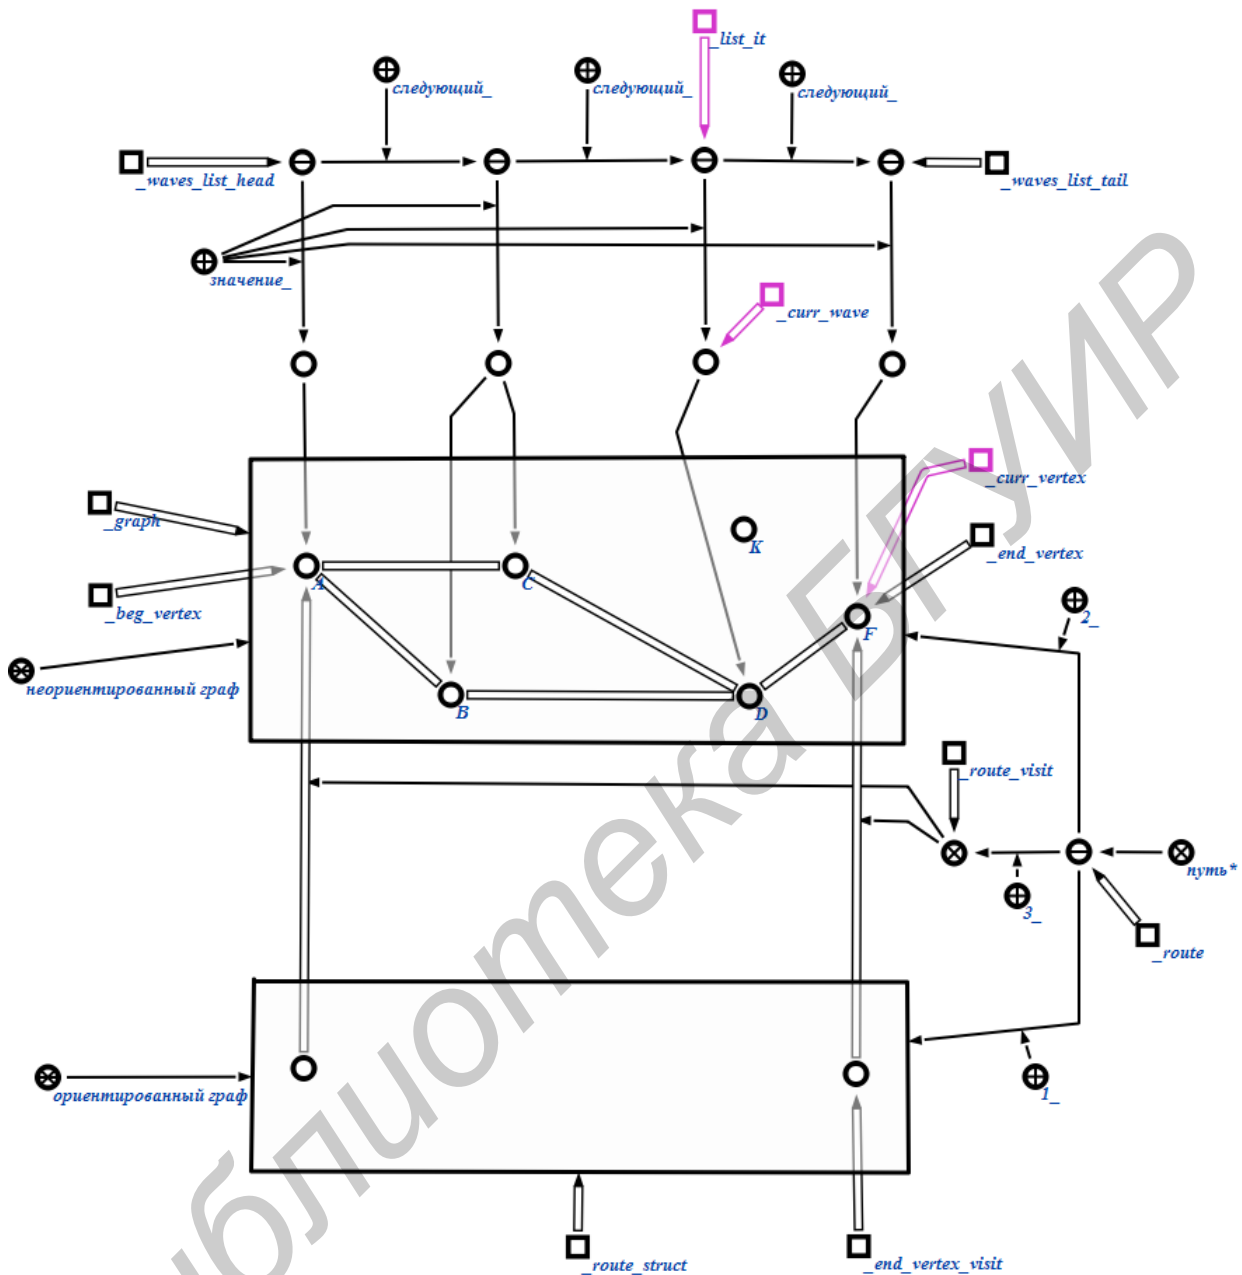 _list_it
следующий_
следующий_
следующий_
_waves_list_head
_waves_list_tail
значение_
_curr_wave
_curr_vertex
_graph
K
_end_vertex
A
C
_beg_vertex
2_
F
неориентированный граф
B
D
_route_visit
путь*
3_
_route
ориентированный граф
1_
_route_struct
_end_vertex_visit
блиотека БГУИР